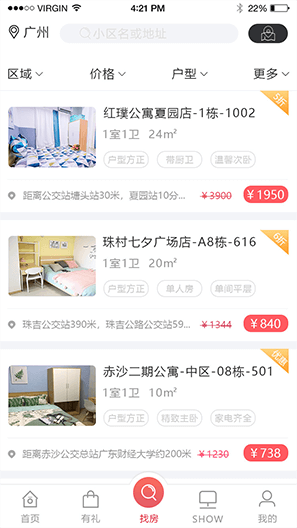 VIRGIN 4:21 PM 22%
广州 小区名或地址
区域 价格 户型 更多
5折
红璞公寓夏园店-1栋-1002
1室1卫 24m²
户型方正 带厨卫 温馨次卧
距离公交站塘头站30米，夏园站10分... ¥3900 ¥1950
6折
珠村七夕广场店-A8栋-616
1室1卫 20m²
户型方正 单人房 单间平层
珠吉公交站390米，珠吉公路公交站59... ¥1344 ¥840
优惠
赤沙二期公寓-中区-08栋-501
1室1卫 10m²
户型方正 精致主卧 家电齐全
距离赤沙公交总站广东财经大学约200米 ¥1230 ¥738
首页 有礼 找房 SHOW 我的